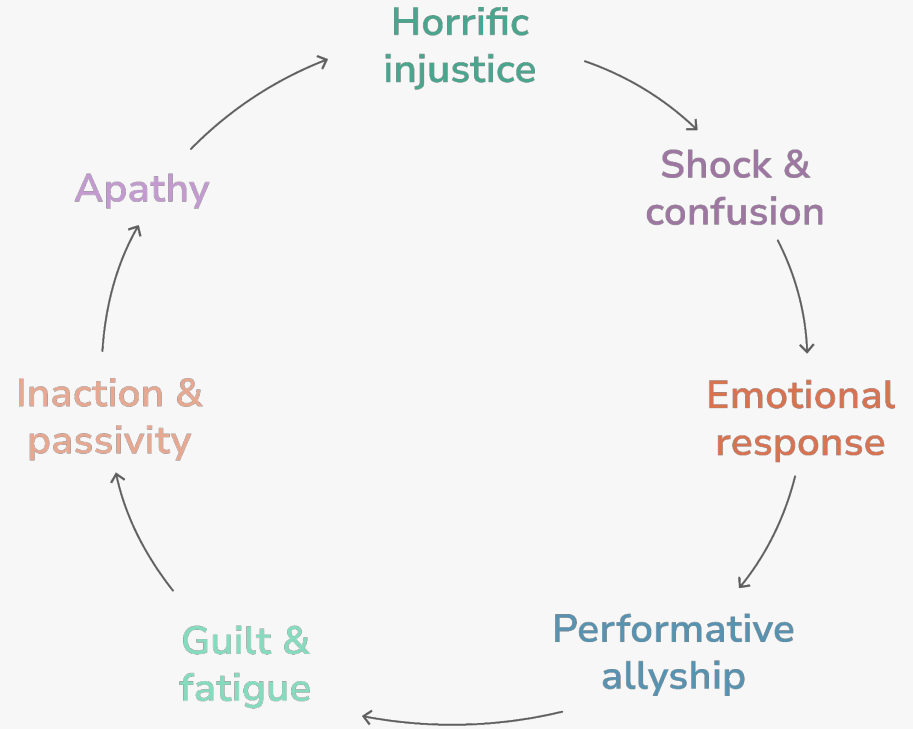 Horrific
injustice
Shock &
confusion
Emotional
response
Performative
allyship
Guilt &
fatigue
Inaction &
passivity
Apathy